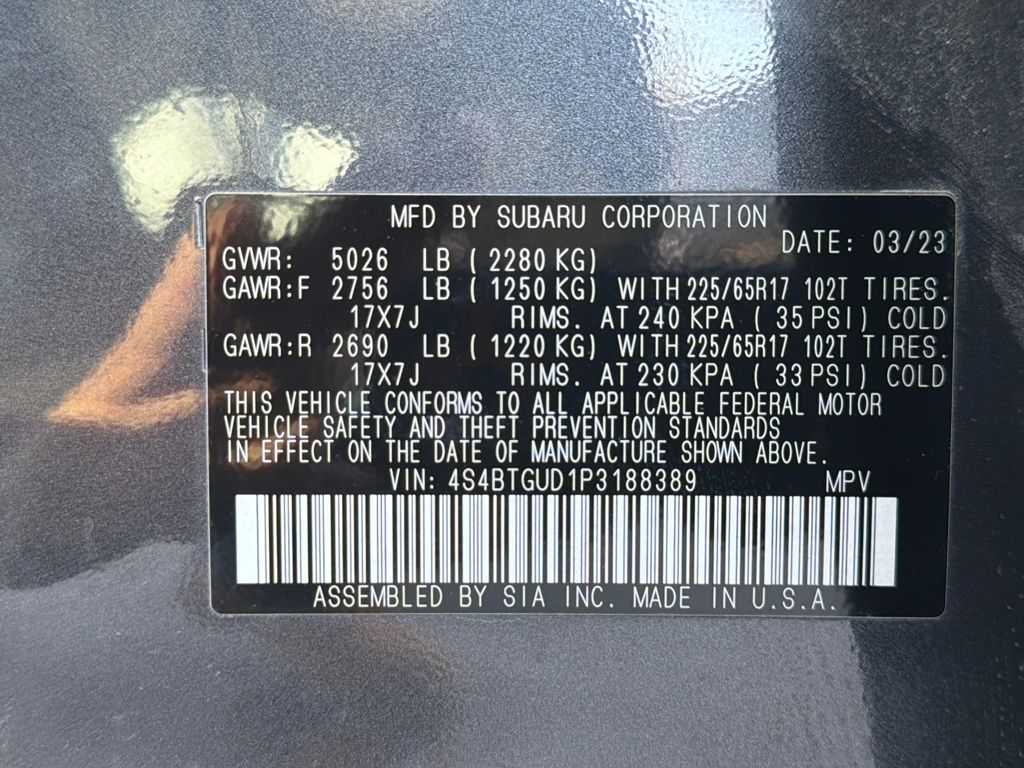 MFD BY SUBARU CORPORATION
DATE: 03/23
GVWR: 5026 LB ( 2280 KG)
GAWR:F 2756 LB ( 1250 KG) WITH 225/65R17 102T TIRES.
17X7J RIMS. AT 240 KPA ( 35 PSI) COLD
GAWR:R 2690 LB ( 1220 KG) WITH 225/65R17 102T TIRES.
17X7J RIMS. AT 230 KPA ( 33 PSI) COLD
THIS VEHICLE CONFORMS TO ALL APPLICABLE FEDERAL MOTOR
VEHICLE SAFETY AND THEFT PREVENTION STANDARDS
IN EFFECT ON THE DATE OF MANUFACTURE SHOWN ABOVE.
VIN: 4S4BTGUD1P3188389 MPV
ASSEMBLED BY SIA INC. MADE IN U.S.A.